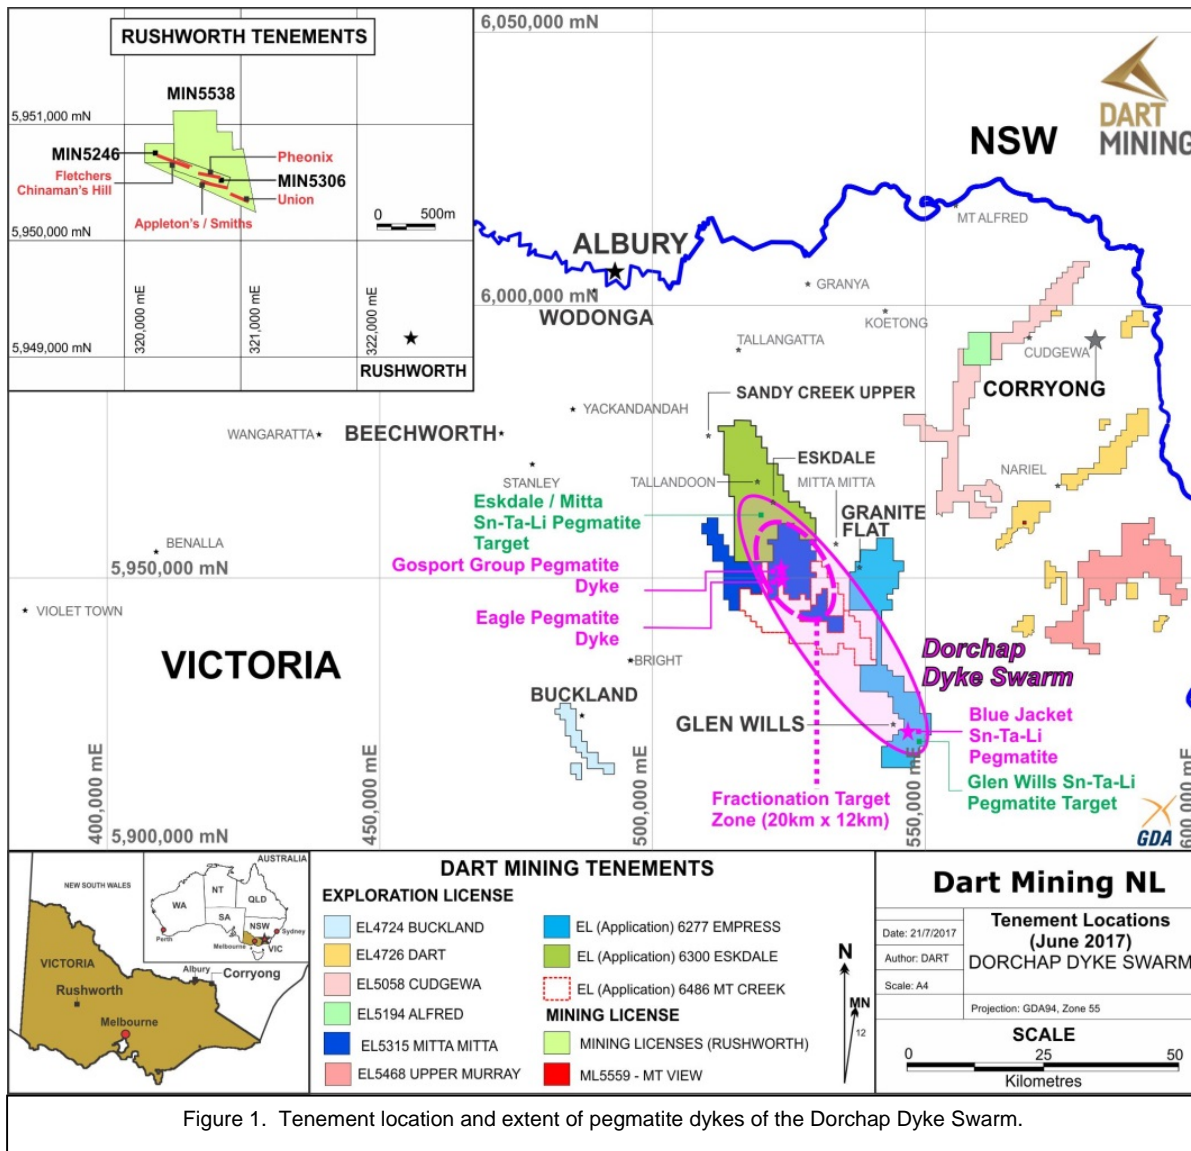 RUSHWORTH TENEMENTS
MIN5538
5,951,000 mN
MIN5246
Pheonix
Fletchers
Chinaman's Hill
MIN5306
Union
Appleton's / Smiths
0 500m
5,950,000 mN
320,000 mE
321,000 mE
322,000 mE
5,949,000 mN
RUSHWORTH
6,050,000 mN
DART
MINING
NSW
MT ALFRED
ALBURY
6,000,000 mN
WODONGA
GRANYA
KOETONG
TALLANGATTA
CUDGEWA
CORRYONG
SANDY CREEK UPPER
YACKANDANDAH
WANGARATTA
BEECHWORTH
ESKDALE
STANLEY
TALLANDOON
MITTA MITTA
NARIEL
Eskdale / Mitta
Sn-Ta-Li Pegmatite
Target
GRANITE
FLAT
BENALLA
Gosport Group Pegmatite
Dyke
5,950,000 mN
VIOLET TOWN
Eagle Pegmatite
Dyke
VICTORIA
BRIGHT
Dorchap
Dyke Swarm
BUCKLAND
GLEN WILLS
Blue Jacket
Sn-Ta-Li
Pegmatite
Glen Wills Sn-Ta-Li
Pegmatite Target
Fractionation Target
Zone (20km x 12km)
400,000 mE
450,000 mE
500,000 mE
550,000 mE
600,000 mE
5,900,000 mN
GDA
AUSTRALIA
NEW SOUTH WALES
WA
NT
QLD
SA
NSW
Perth
Sydney
Melbourne
VIC
VICTORIA
Albury
Corryong
Rushworth
Melbourne
DART MINING TENEMENTS
EXPLORATION LICENSE
EL4724 BUCKLAND
EL4726 DART
EL5058 CUDGEWA
EL5194 ALFRED
EL5315 MITTA MITTA
EL5468 UPPER MURRAY
EL (Application) 6277 EMPRESS
EL (Application) 6300 ESKDALE
EL (Application) 6486 MT CREEK
MINING LICENSE
MINING LICENSES (RUSHWORTH)
ML5559 - MT VIEW
N
MN
12
Dart Mining NL
Date: 21/7/2017
Author: DART
Scale: A4
Tenement Locations
(June 2017)
DORCHAP DYKE SWARM
Projection: GDA94, Zone 55
SCALE
0 25 50
Kilometres
Figure 1. Tenement location and extent of pegmatite dykes of the Dorchap Dyke Swarm.